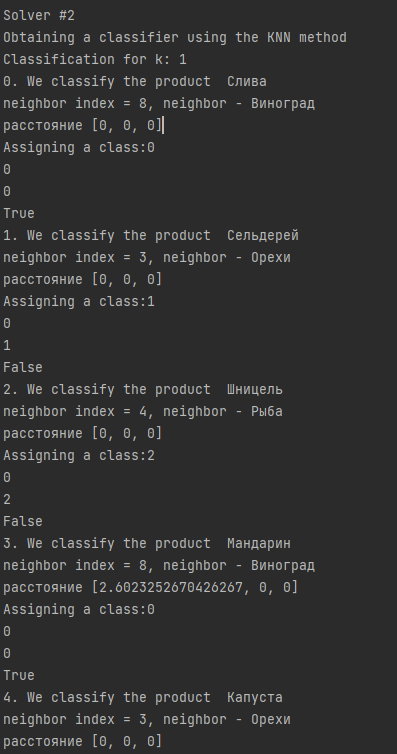 Solver #2
Obtaining a classifier using the KNN method
Classification for k: 1
0. We classify the product  Слива
neighbor index = 8, neighbor - Виноград
расстояние [0, 0, 0]
Assigning a class:0
0
0
True
1. We classify the product  Сельдерей
neighbor index = 3, neighbor - Орехи
расстояние [0, 0, 0]
Assigning a class:1
0
1
False
2. We classify the product  Шницель
neighbor index = 4, neighbor - Рыба
расстояние [0, 0, 0]
Assigning a class:2
0
2
False
3. We classify the product  Мандарин
neighbor index = 8, neighbor - Виноград
расстояние [2.6023252670426267, 0, 0]
Assigning a class:0
0
0
True
4. We classify the product  Капуста
neighbor index = 3, neighbor - Орехи
расстояние [0, 0, 0]